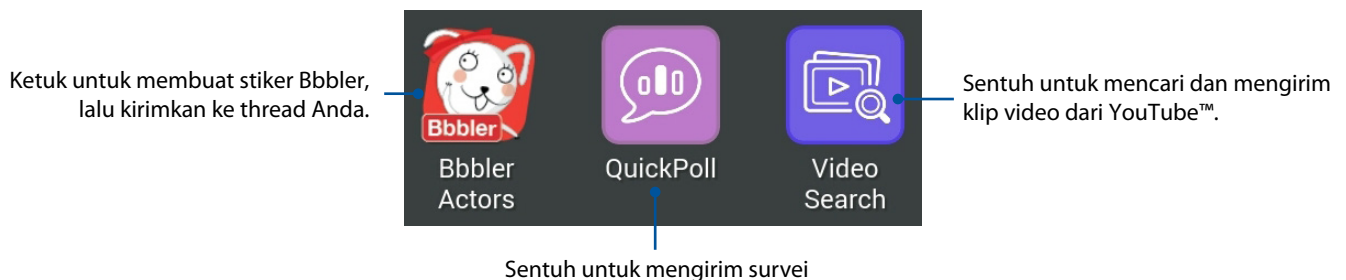 Ketuk untuk membuat stiker Bbbler,
lalu kirimkan ke thread Anda.
Bbbler
Bbbler
Actors
QuickPoll
Video
Search
Sentuh untuk mencari dan mengirim
klip video dari YouTube™.
Sentuh untuk mengirim survei